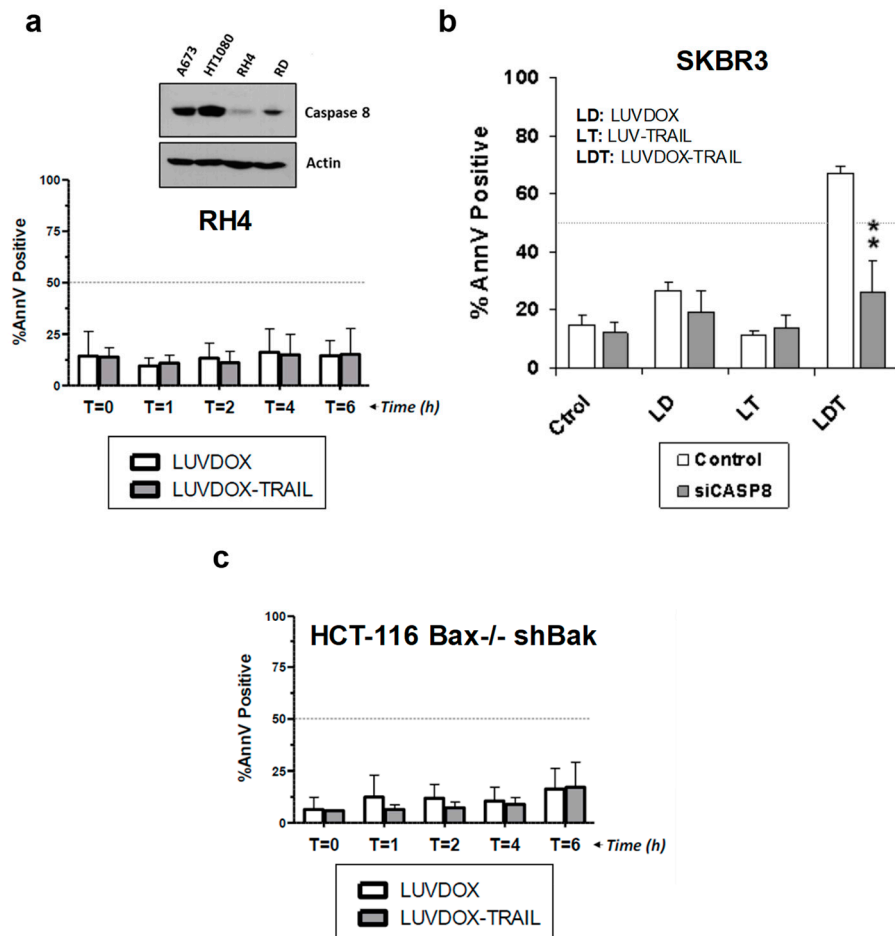 a
A673 HT1080 RH4 RD
Caspase 8
Actin
RH4
%AnnV Positive
100
75
50
25
0
T=0 T=1 T=2 T=4 T=6 ◄Time (h)
LUVDOX
LUVDOX-TRAIL
b
SKBR3
LD: LUVDOX
LT: LUV-TRAIL
LDT: LUVDOX-TRAIL
% AnnV Positive
100
80
60
40
20
0
**
Ctrol LD LT LDT
Control
siCASP8
c
HCT-116 Bax-/- shBak
%AnnV Positive
100
75
50
25
0
T=0 T=1 T=2 T=4 T=6 ◄Time (h)
LUVDOX
LUVDOX-TRAIL